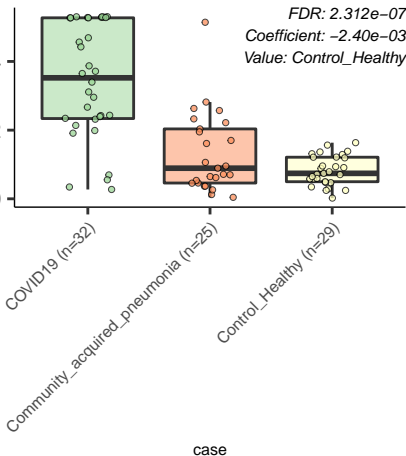 FDR: 2.312e−07
Coefficient: −2.40e−03
Value: Control_Healthy
COVID19 (n=32)
Community_acquired_pneumonia (n=25)
Control_Healthy (n=29)
case